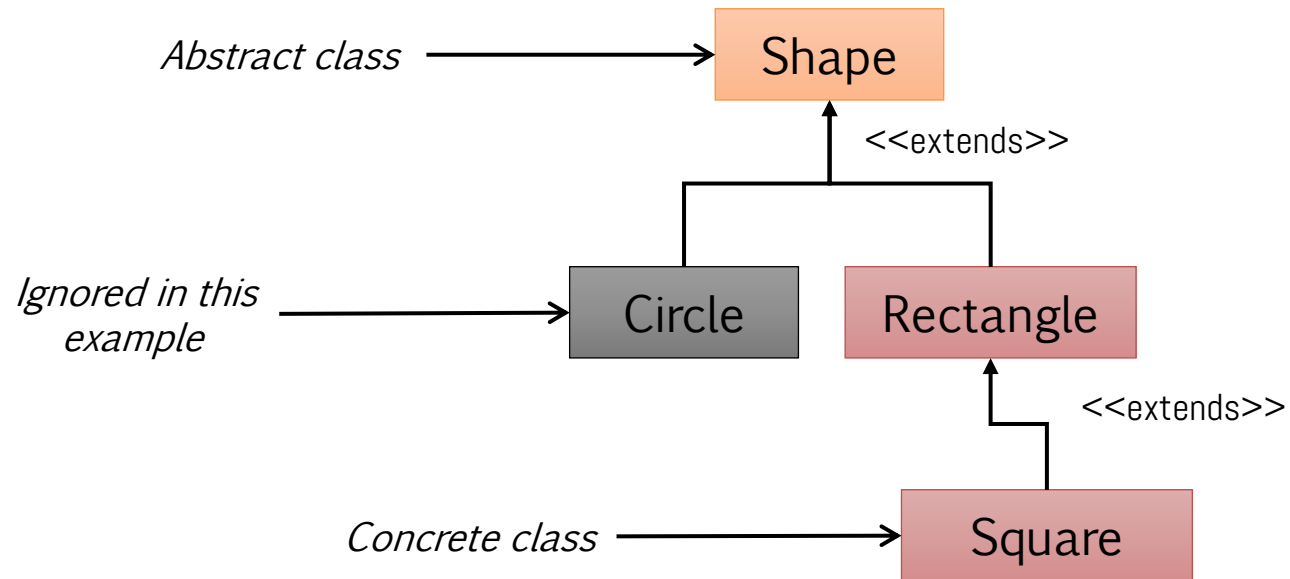 Abstract class
Shape
<<extends>>
Ignored in this
example
Circle
Rectangle
<<extends>>
Concrete class
Square